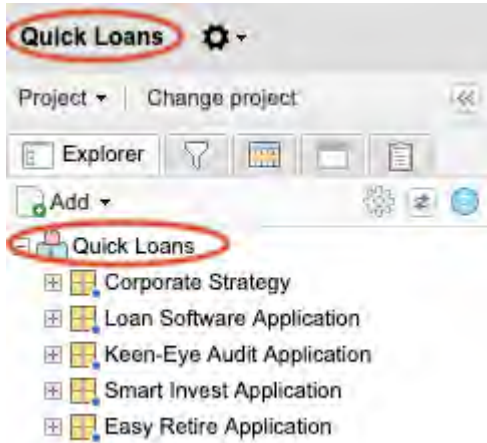 Quick Loans
Project | Change project
Explorer
Add
Quick Loans
Corporate Strategy
Loan Software Application
Keen-Eye Audit Application
Smart Invest Application
Easy Retire Application